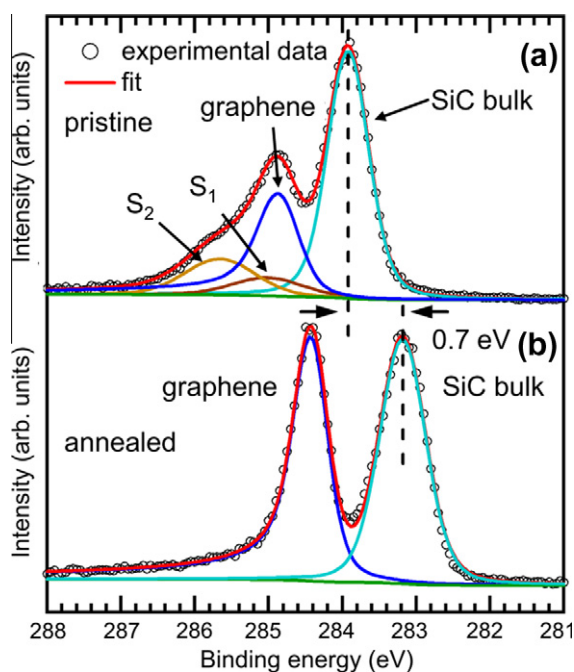 experimental data
(a)
fit
graphene
SiC bulk
pristine
S1
S2
Intensity (arb. units)
0.7 eV
(b)
graphene
SiC bulk
annealed
Intensity (arb. units)
288 287 286 285 284 283 282 281
Binding energy (eV)